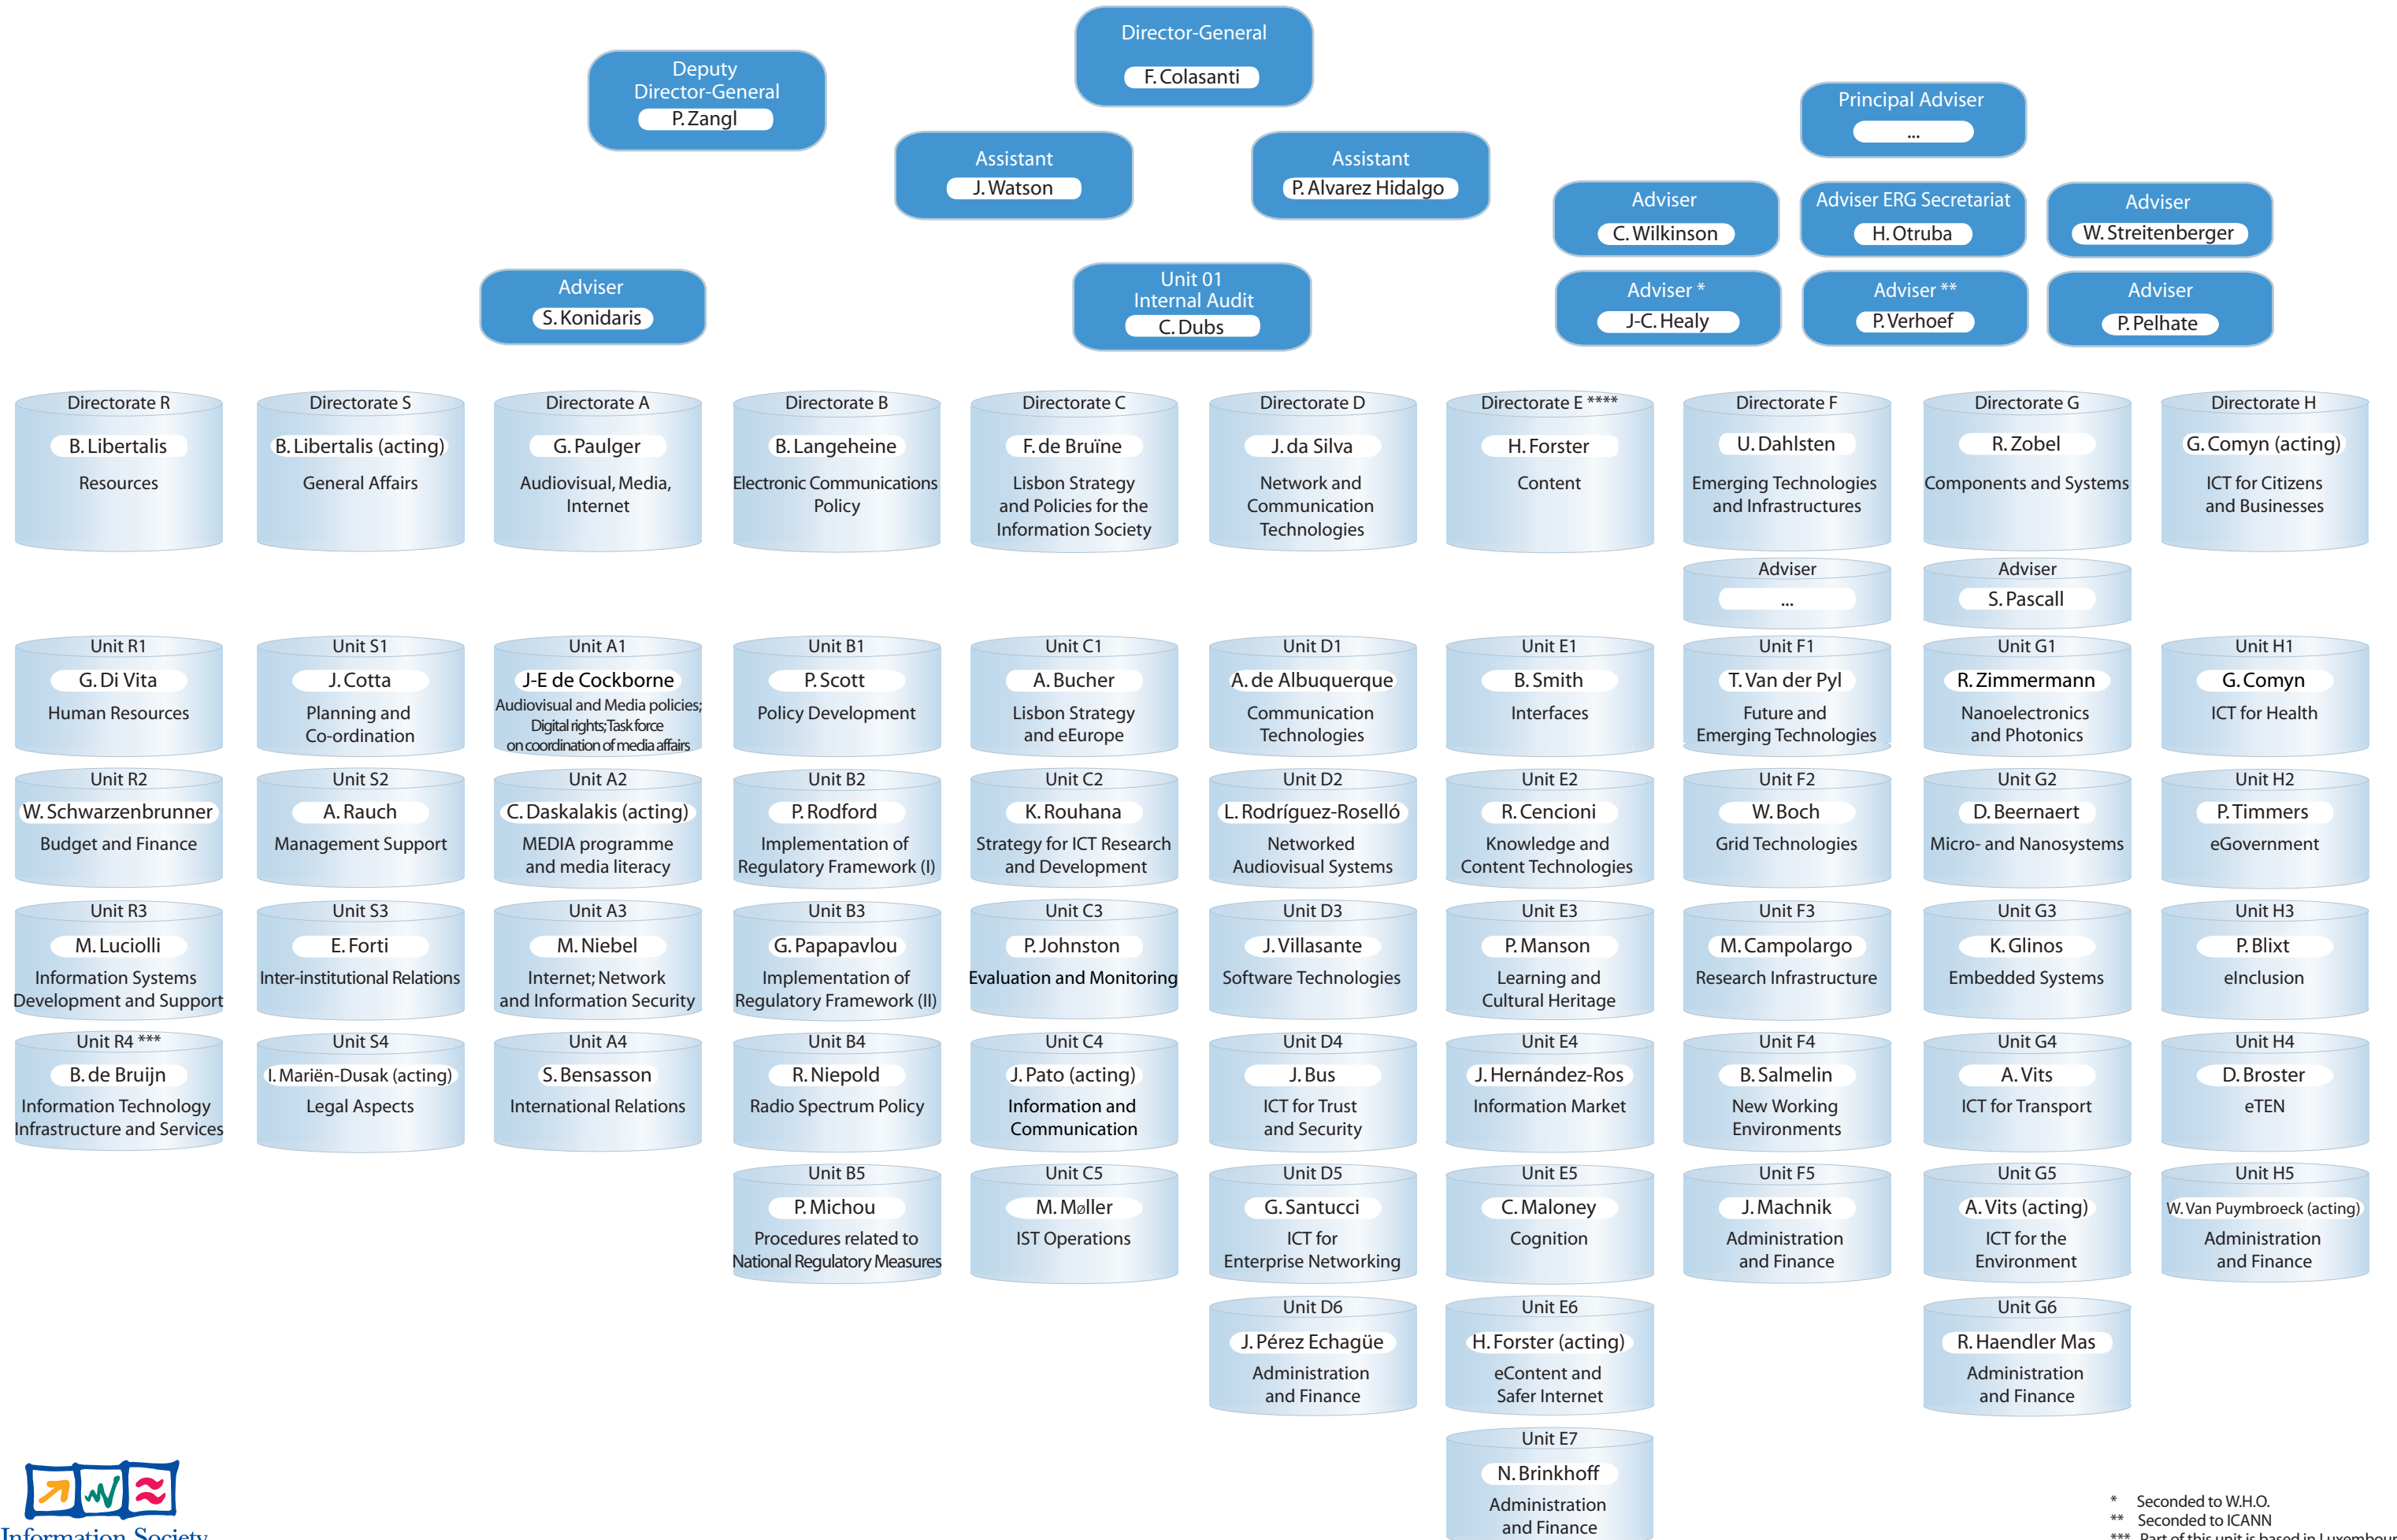 Director-General
F. Colasanti
Deputy
Director-General
P. Zangl
Principal Adviser
...
Assistant
J. Watson
Assistant
P. Alvarez Hidalgo
Adviser
C. Wilkinson
Adviser ERG Secretariat
H. Otruba
Adviser
W. Streitenberger
Adviser
S. Konidaris
Unit 01
Internal Audit
C. Dubs
Adviser *
J-C. Healy
Adviser **
P. Verhoef
Adviser
P. Pelhate
Directorate R
B. Libertalis
Resources
Directorate S
B. Libertalis (acting)
General Affairs
Directorate A
G. Paulger
Audiovisual, Media,
Internet
Directorate B
B. Langeheine
Electronic Communications
Policy
Directorate C
F. de Bruïne
Lisbon Strategy
and Policies for the
Information Society
Directorate D
J. da Silva
Network and
Communication
Technologies
Directorate E ****
H. Forster
Content
Directorate F
U. Dahlsten
Emerging Technologies
and Infrastructures
Directorate G
R. Zobel
Components and Systems
Directorate H
G. Comyn (acting)
ICT for Citizens
and Businesses
Adviser
...
Adviser
S. Pascall
Unit R1
G. Di Vita
Human Resources
Unit S1
J. Cotta
Planning and
Co-ordination
Unit A1
J-E de Cockborne
Audiovisual and Media policies;
Digital rights; Task force
on coordination of media affairs
Unit B1
P. Scott
Policy Development
Unit C1
A. Bucher
Lisbon Strategy
and eEurope
Unit D1
A. de Albuquerque
Communication
Technologies
Unit E1
B. Smith
Interfaces
Unit F1
T. Van der Pyl
Future and
Emerging Technologies
Unit G1
R. Zimmermann
Nanoelectronics
and Photonics
Unit H1
G. Comyn
ICT for Health
Unit R2
W. Schwarzenbrunner
Budget and Finance
Unit S2
A. Rauch
Management Support
Unit A2
C. Daskalakis (acting)
MEDIA programme
and media literacy
Unit B2
P. Rodford
Implementation of
Regulatory Framework (I)
Unit C2
K. Rouhana
Strategy for ICT Research
and Development
Unit D2
L. Rodríguez-Roselló
Networked
Audiovisual Systems
Unit E2
R. Cencioni
Knowledge and
Content Technologies
Unit F2
W. Boch
Grid Technologies
Unit G2
D. Beernaert
Micro- and Nanosystems
Unit H2
P. Timmers
eGovernment
Unit R3
M. Luciolli
Information Systems
Development and Support
Unit S3
E. Forti
Inter-institutional Relations
Unit A3
M. Niebel
Internet; Network
and Information Security
Unit B3
G. Papapavlou
Implementation of
Regulatory Framework (II)
Unit C3
P. Johnston
Evaluation and Monitoring
Unit D3
J. Villasante
Software Technologies
Unit E3
P. Manson
Learning and
Cultural Heritage
Unit F3
M. Campolargo
Research Infrastructure
Unit G3
K. Glinos
Embedded Systems
Unit H3
P. Blixt
eInclusion
Unit R4 ***
B. de Bruijn
Information Technology
Infrastructure and Services
Unit S4
I. Mariën-Dusak (acting)
Legal Aspects
Unit A4
S. Bensasson
International Relations
Unit B4
R. Niepold
Radio Spectrum Policy
Unit C4
J. Pato (acting)
Information and
Communication
Unit D4
J. Bus
ICT for Trust
and Security
Unit E4
J. Hernández-Ros
Information Market
Unit F4
B. Salmelin
New Working
Environments
Unit G4
A. Vits
ICT for Transport
Unit H4
D. Broster
eTEN
Unit B5
P. Michou
Procedures related to
National Regulatory Measures
Unit C5
M. Møller
IST Operations
Unit D5
G. Santucci
ICT for
Enterprise Networking
Unit E5
C. Maloney
Cognition
Unit F5
J. Machnik
Administration
and Finance
Unit G5
A. Vits (acting)
ICT for the
Environment
Unit H5
W. Van Puymbroeck (acting)
Administration
and Finance
Unit D6
J. Pérez Echagüe
Administration
and Finance
Unit E6
H. Forster (acting)
eContent and
Safer Internet
Unit G6
R. Haendler Mas
Administration
and Finance
Unit E7
N. Brinkhoff
Administration
and Finance
Information Society
* Seconded to W.H.O.
** Seconded to ICANN
*** Part of this unit is based in